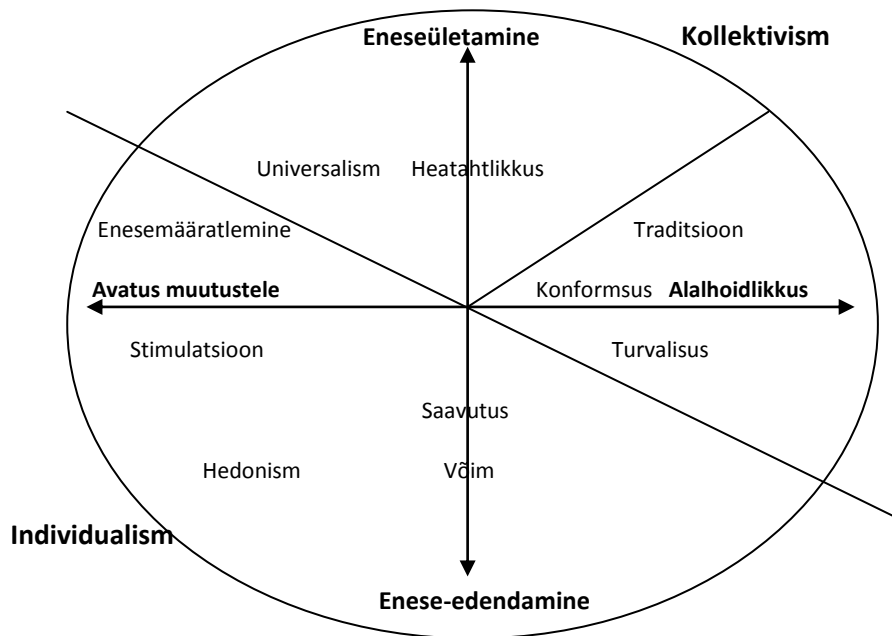 Eneseületamine
Kollektivism
Universalism
Heatahtlikkus
Enesemääratlemine
Traditsioon
Avatus muutustele
Konformsus
Alalhoidlikkus
Stimulatsioon
Turvalisus
Saavutus
Hedonism
Võim
Individualism
Enese-edendamine